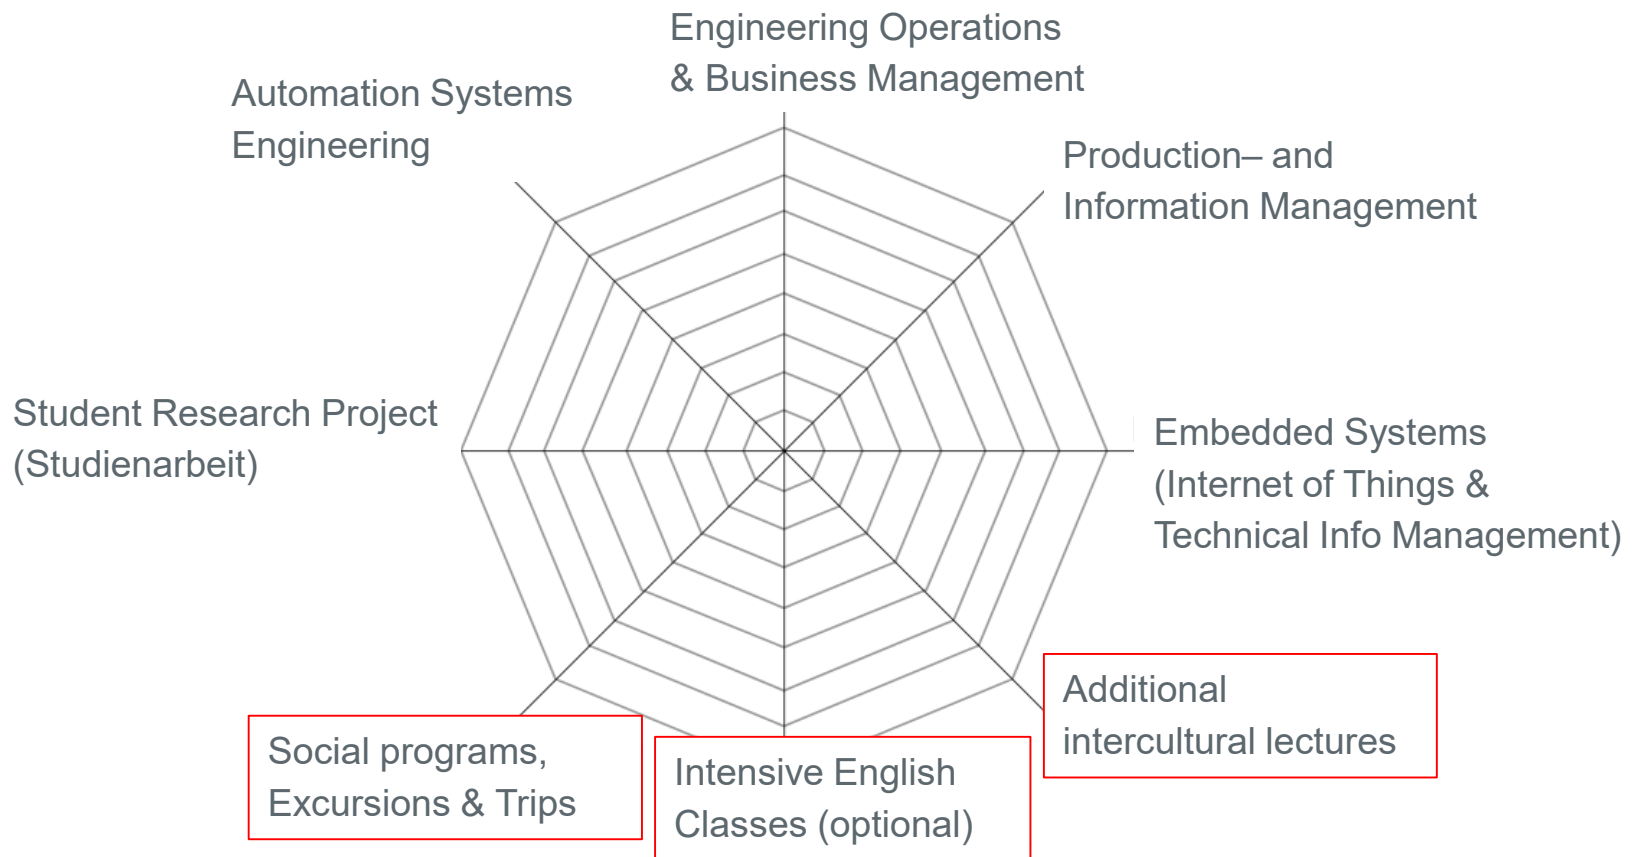 Engineering Operations
& Business Management
Automation Systems
Engineering
Production– and
Information Management
Student Research Project
(Studienarbeit)
Embedded Systems
(Internet of Things &
Technical Info Management)
Additional
intercultural lectures
Social programs,
Excursions & Trips
Intensive English
Classes (optional)